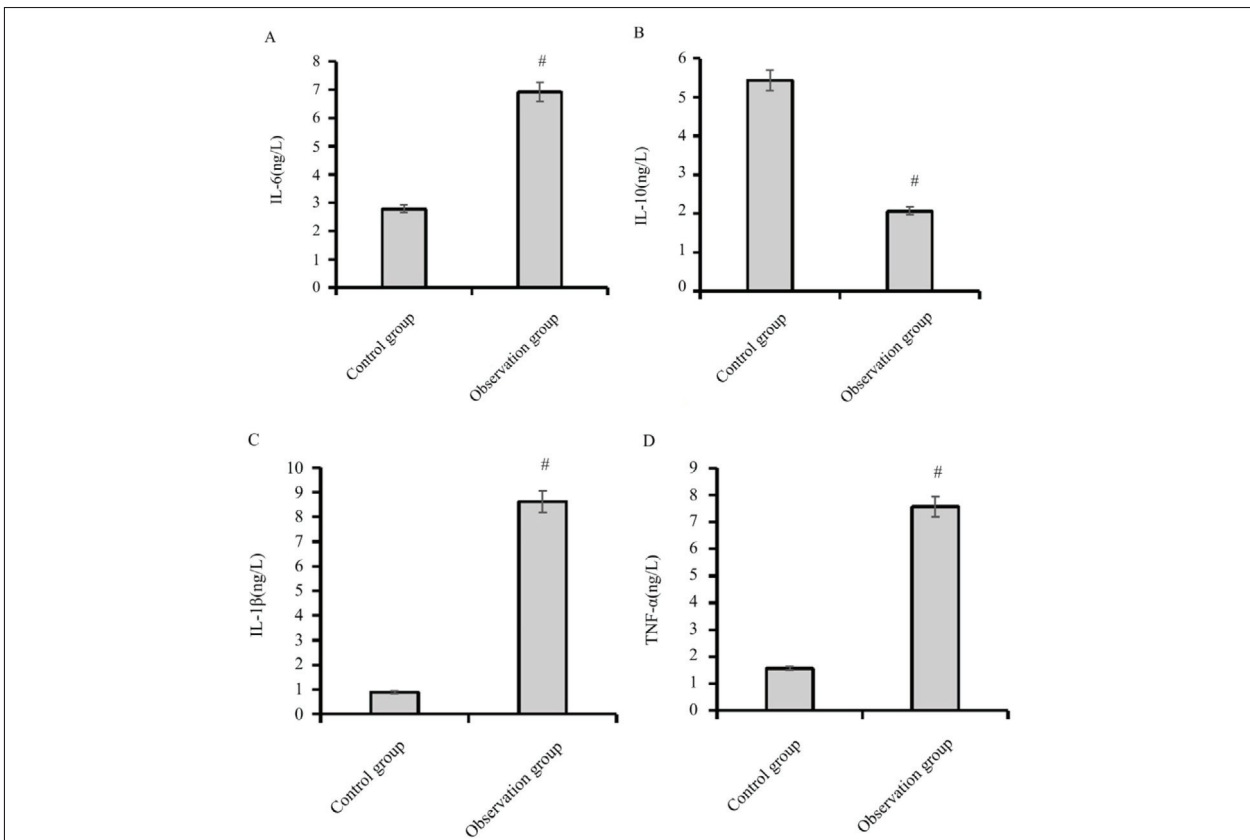 A
IL-6(ng/L)
8
7
6
5
4
3
2
1
0
#
Control group
Observation group
B
IL-10(ng/L)
6
5
4
3
2
1
0
#
Control group
Observation group
C
IL-1β(ng/L)
10
9
8
7
6
5
4
3
2
1
0
#
Control group
Observation group
D
TNF-α(ng/L)
9
8
7
6
5
4
3
2
1
0
#
Control group
Observation group